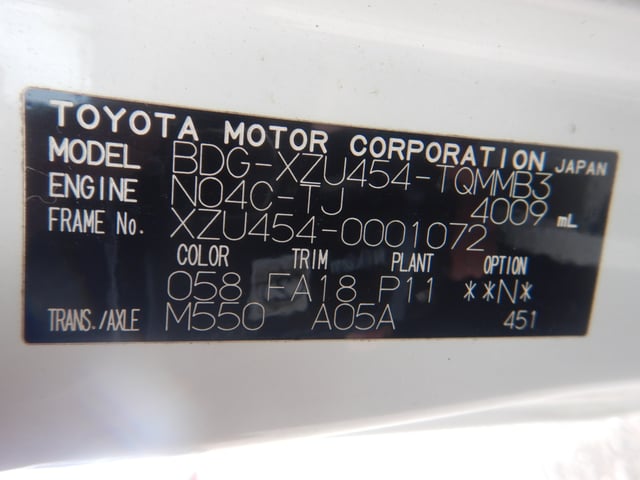 TOYOTA MOTOR CORPORATION JAPAN
MODEL BDG-XZU454-TQMMB3
ENGINE N04C-TJ 4009 mL
FRAME No. XZU454-0001072
COLOR TRIM PLANT OPTION
058 FA18 P11 **N*
TRANS./AXLE M550 A05A 451